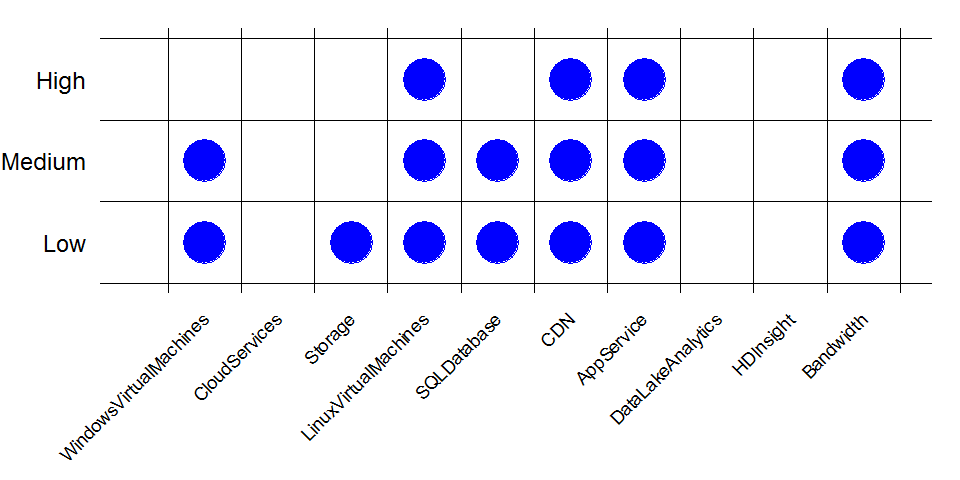 High
Medium
Low
WindowsVirtualMachines
CloudServices
Storage
LinuxVirtualMachines
SQLDatabase
CDN
AppService
DataLakeAnalytics
HDInsight
Bandwidth